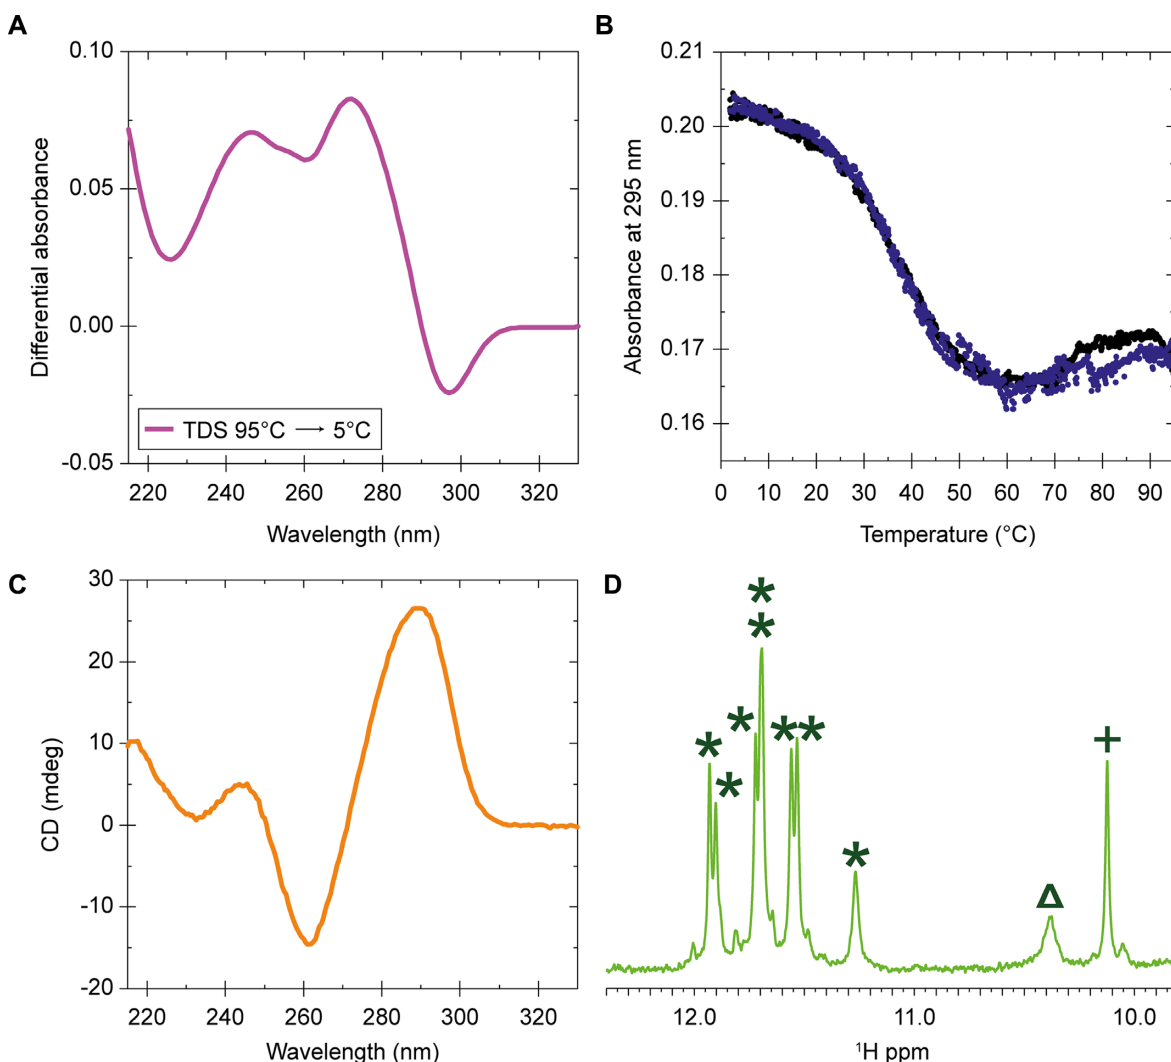 A
0.10
0.05
0.00
-0.05
Differential absorbance
TDS 95°C → 5°C
220 240 260 280 300 320
Wavelength (nm)
B
0.21
0.20
0.19
0.18
0.17
0.16
Absorbance at 295 nm
0 10 20 30 40 50 60 70 80 90
Temperature (°C)
C
30
20
10
0
-10
-20
CD (mdeg)
220 240 260 280 300 320
Wavelength (nm)
D
*
*
* * * * * *
*
Δ
+
12.0 11.0 10.0
¹H ppm